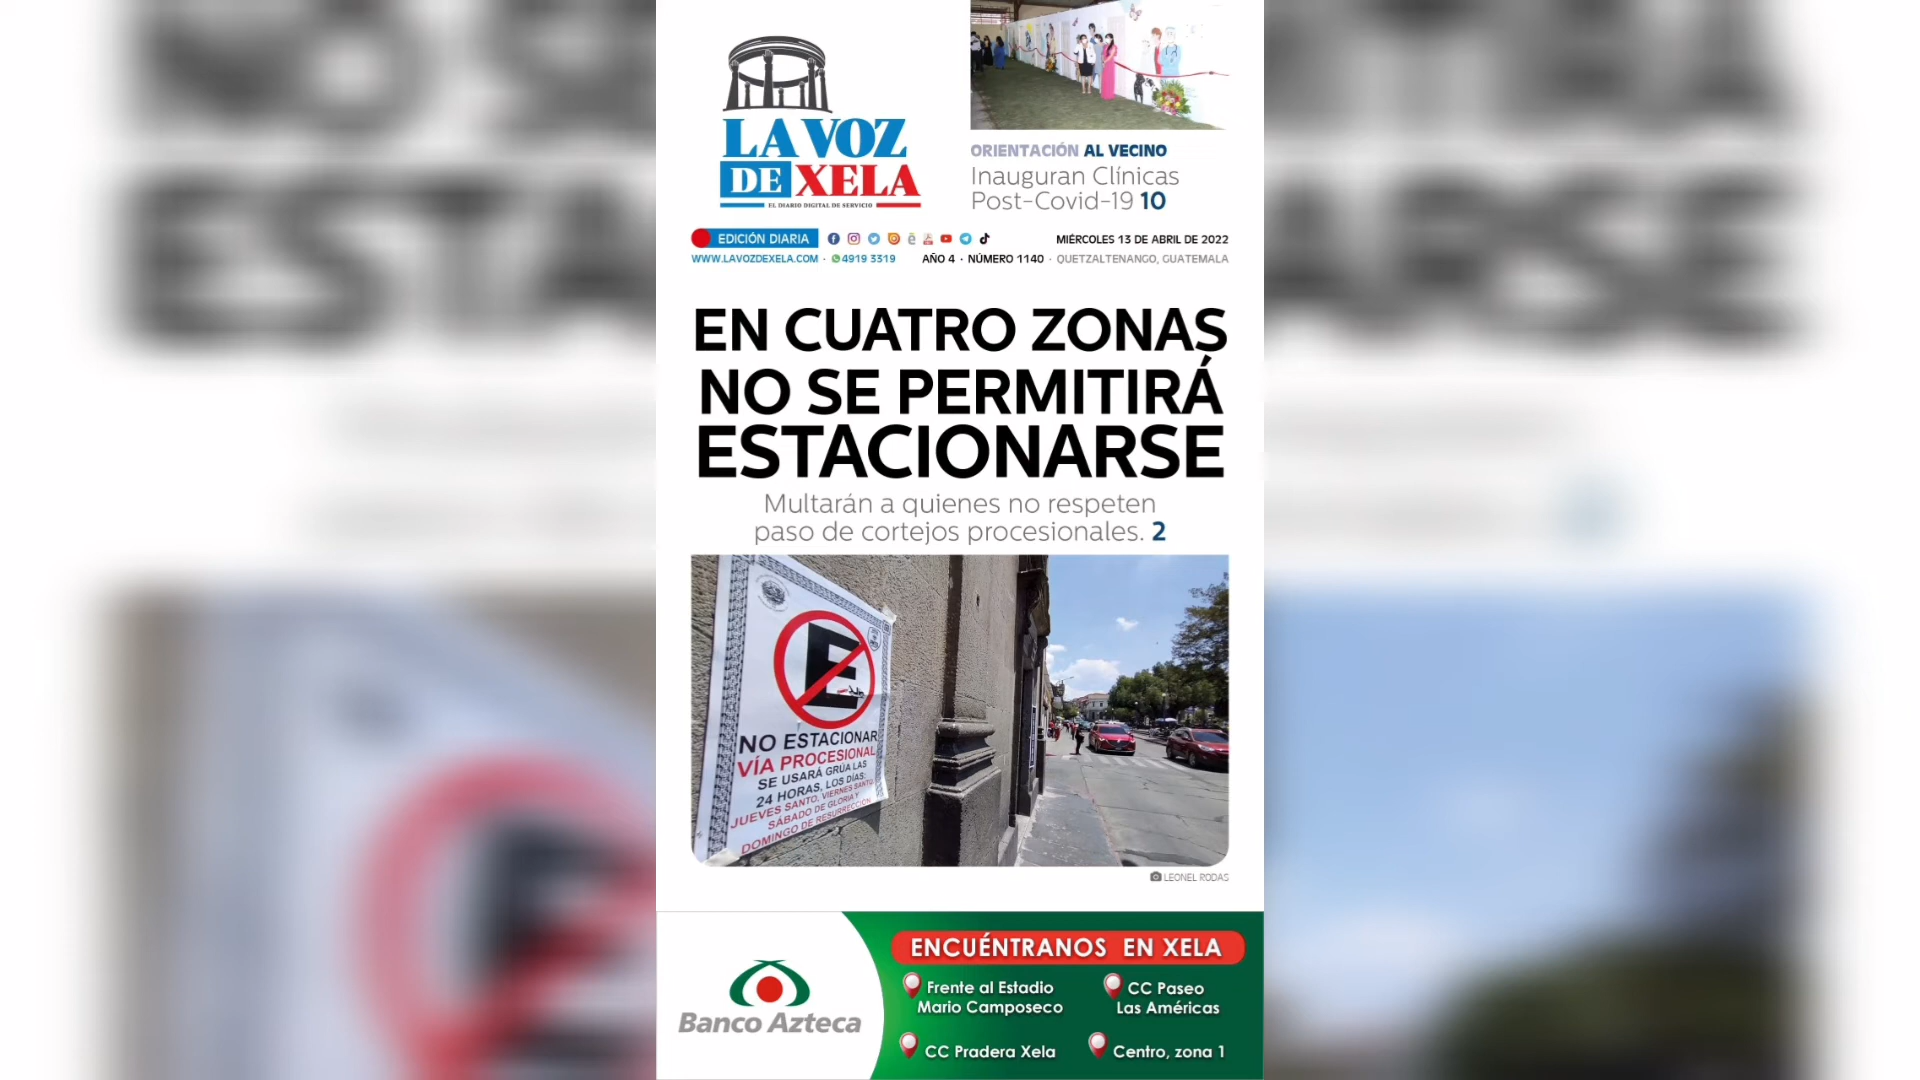 LA VOZ
DE XELA
EL DIARIO DIGITAL DE SERVICIO
ORIENTACIÓN AL VECINO
Inauguran Clínicas
Post-Covid-19 10
EDICIÓN DIARIA
MIÉRCOLES 13 DE ABRIL DE 2022
WWW.LAVOZDEXELA.COM · 4919 3319
AÑO 4 · NÚMERO 1140 · QUETZALTENANGO, GUATEMALA
EN CUATRO ZONAS
NO SE PERMITIRÁ
ESTACIONARSE
Multarán a quienes no respeten
paso de cortejos procesionales. 2
E
NO ESTACIONAR
VÍA PROCESIONAL
SE USARÁ GRÚA LAS
24 HORAS, LOS DÍAS:
JUEVES SANTO, VIERNES SANTO,
SÁBADO DE GLORIA Y
DOMINGO DE RESURRECCIÓN
LEONEL RODAS
Banco Azteca
ENCUÉNTRANOS EN XELA
Frente al Estadio
Mario Camposeco
CC Paseo
Las Américas
CC Pradera Xela
Centro, zona 1